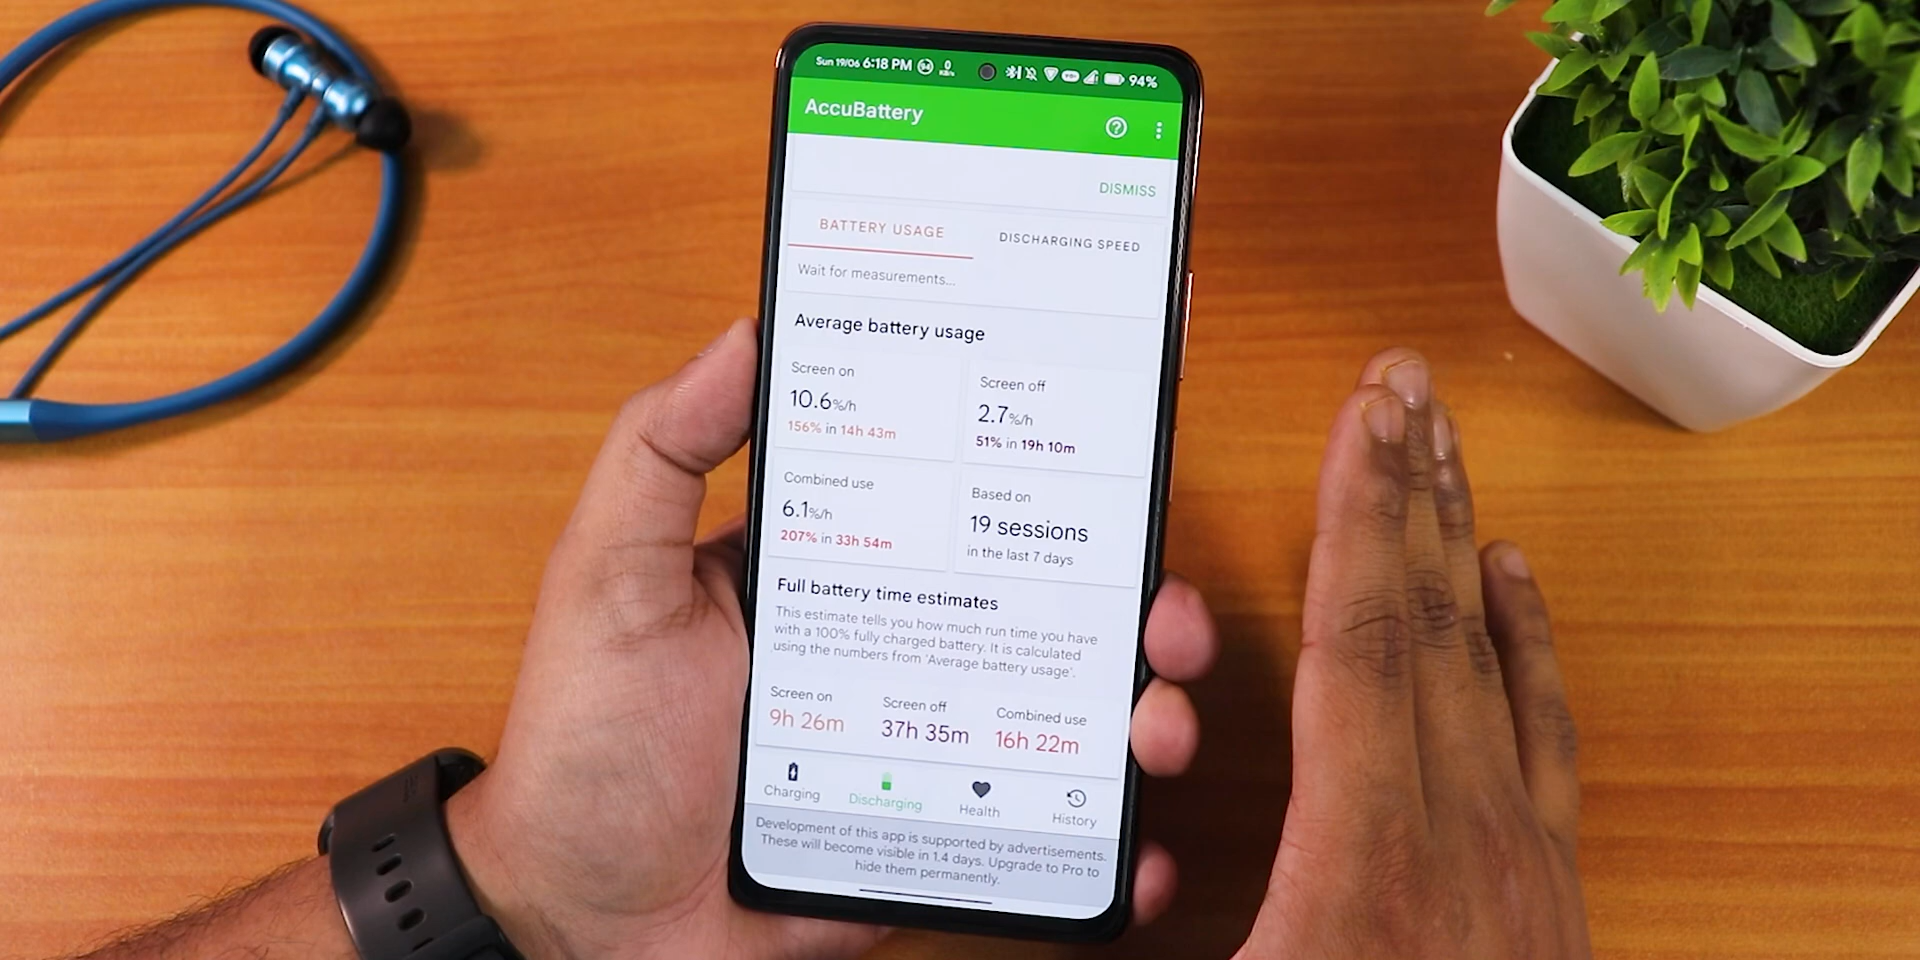 Sun 19/06 6:18 PM 94 0 KB/s 94%
AccuBattery
DISMISS
BATTERY USAGE DISCHARGING SPEED
Wait for measurements...
Average battery usage
Screen on
10.6%/h
156% in 14h 43m
Screen off
2.7%/h
51% in 19h 10m
Combined use
6.1%/h
207% in 33h 54m
Based on
19 sessions
in the last 7 days
Full battery time estimates
This estimate tells you how much run time you have
with a 100% fully charged battery. It is calculated
using the numbers from 'Average battery usage'.
Screen on
9h 26m
Screen off
37h 35m
Combined use
16h 22m
Charging Discharging Health History
Development of this app is supported by advertisements.
These will become visible in 1.4 days. Upgrade to Pro to
hide them permanently.